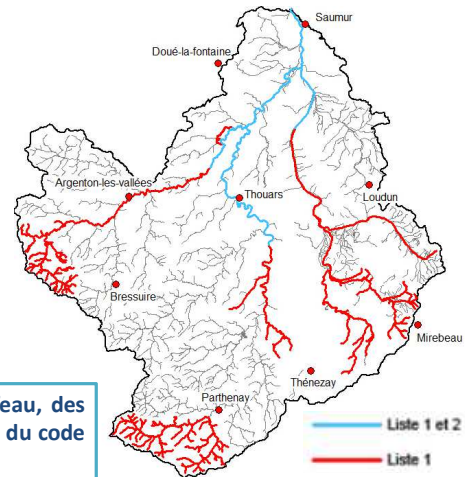 Saumur
Doué-la-fontaine
Argenton-les-vallées
Thouars
Loudun
Bressuire
Mirebeau
Thénezay
Parthenay
eau, des
du code
Liste 1 et 2
Liste 1